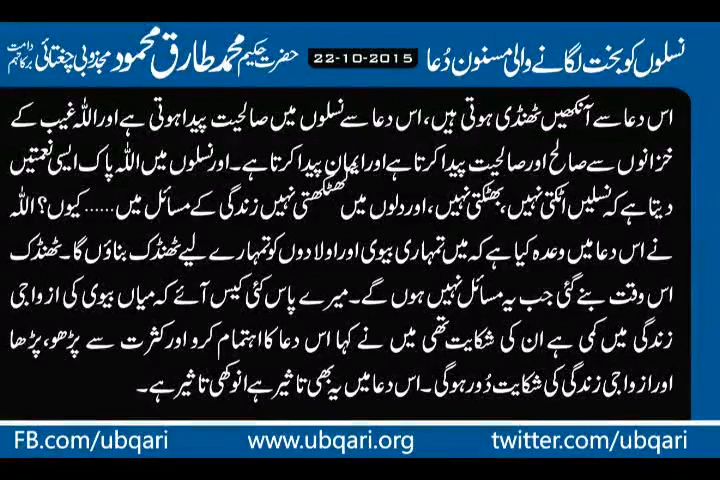 نسلوں کو بخت لگانے والی مسنون دُعا 22-10-2015 حضرت حکیم محمد طارق محمود مجذوبی چغتائی دامت برکاتہم
اس دعا سے آنکھیں ٹھنڈی ہوتی ہیں، اس دعا سے نسلوں میں صالحیت پیدا ہوتی ہے اور اللہ غیب کے
خزانوں سے صالح اور صالحیت پیدا کرتا ہے اور ایمان پیدا کرتا ہے۔ اور نسلوں میں اللہ پاک ایسی نعمتیں
دیتا ہے کہ نسلیں اٹکتی نہیں، بھٹکتی نہیں، اور دلوں میں کھٹکھتی نہیں زندگی کے مسائل میں...... کیوں؟ اللہ
نے اس دعا میں وعدہ کیا ہے کہ میں تمہاری بیوی اور اولادوں کو تمہارے لیے ٹھنڈک بناؤں گا۔ ٹھنڈک
اس وقت بنے گئی جب یہ مسائل نہیں ہوں گے۔ میرے پاس کئی کیس آئے کہ میاں بیوی کی ازواجی
زندگی میں کمی ہے ان کی شکایت تھی میں نے کہا اس دعا کا اہتمام کرو اور کثرت سے پڑھو، پڑھا
اور ازواجی زندگی کی شکایت دُور ہوگی۔ اس دعا میں یہ بھی تاثیر ہے انوکھی تاثیر ہے۔
FB.com/ubqari www.ubqari.org twitter.com/ubqari